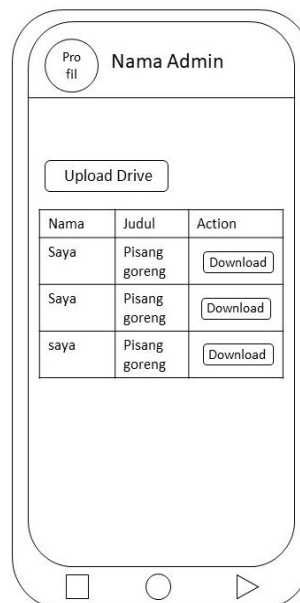 Pro
fil
Nama Admin
Upload Drive
Nama Judul Action
Saya Pisang goreng Download
Saya Pisang goreng Download
saya Pisang goreng Download